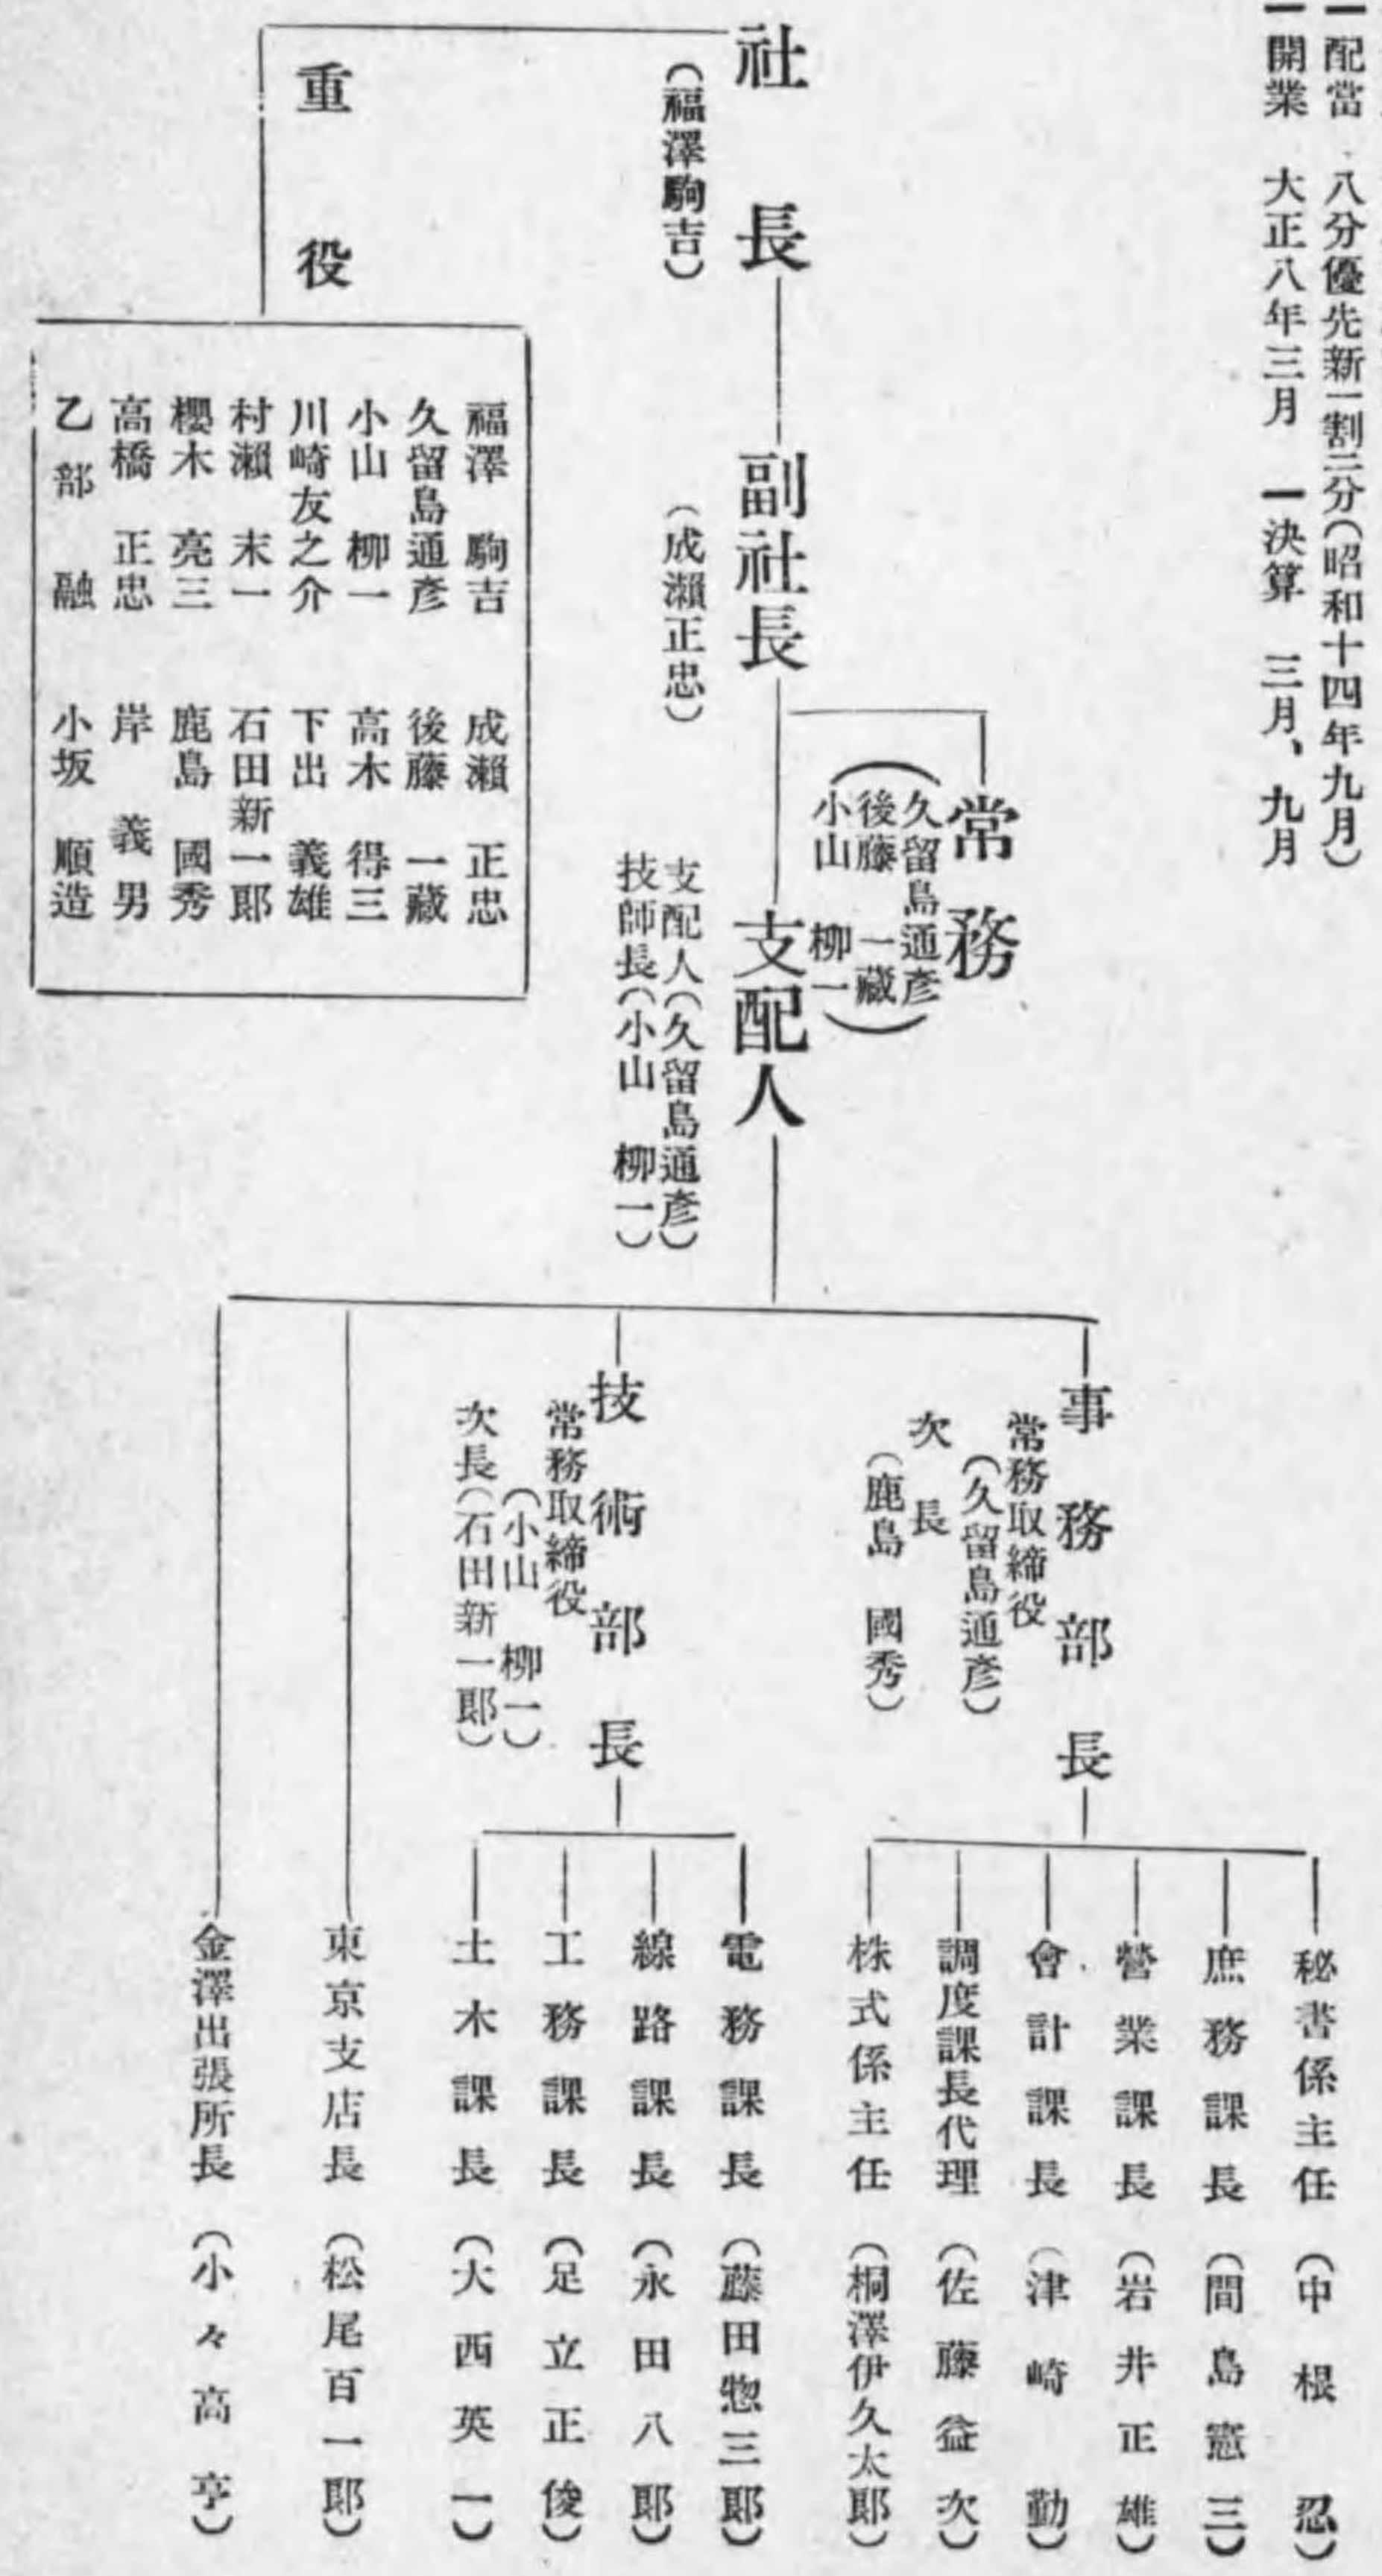 一配當 八分優先新一割二分(昭和十四年九月)
一開業 大正八年三月 一決算 三月、九月
社長
(福澤駒吉)
副社長
(成瀨正忠)
常務
(久留島通彥
後藤一藏
小山柳一)
支配人
支配人(久留島通彥)
技師長(小山柳一)
重役
福澤駒吉 成瀨正忠
久留島通彥 後藤一藏
小山柳一 高木得三
川崎友之介 下出義雄
村瀨末一 石田新一郎
櫻木亮三 鹿島國秀
高橋正忠 岸義男
乙部融 小坂順造
事務部長
常務取締役
(久留島通彥)
次長
(鹿島國秀)
秘書係主任(中根忍)
庶務課長(間島憲三)
營業課長(岩井正雄)
會計課長(津崎勤)
調度課長代理(佐藤益次)
株式係主任(桐澤伊久太郎)
技術部長
常務取締役
(小山柳一)
次長(石田新一郎)
電務課長(藤田惣三郎)
線路課長(永田八郎)
工務課長(足立正俊)
土木課長(大西英一)
東京支店長(松尾百一郎)
金澤出張所長(小々高亨)